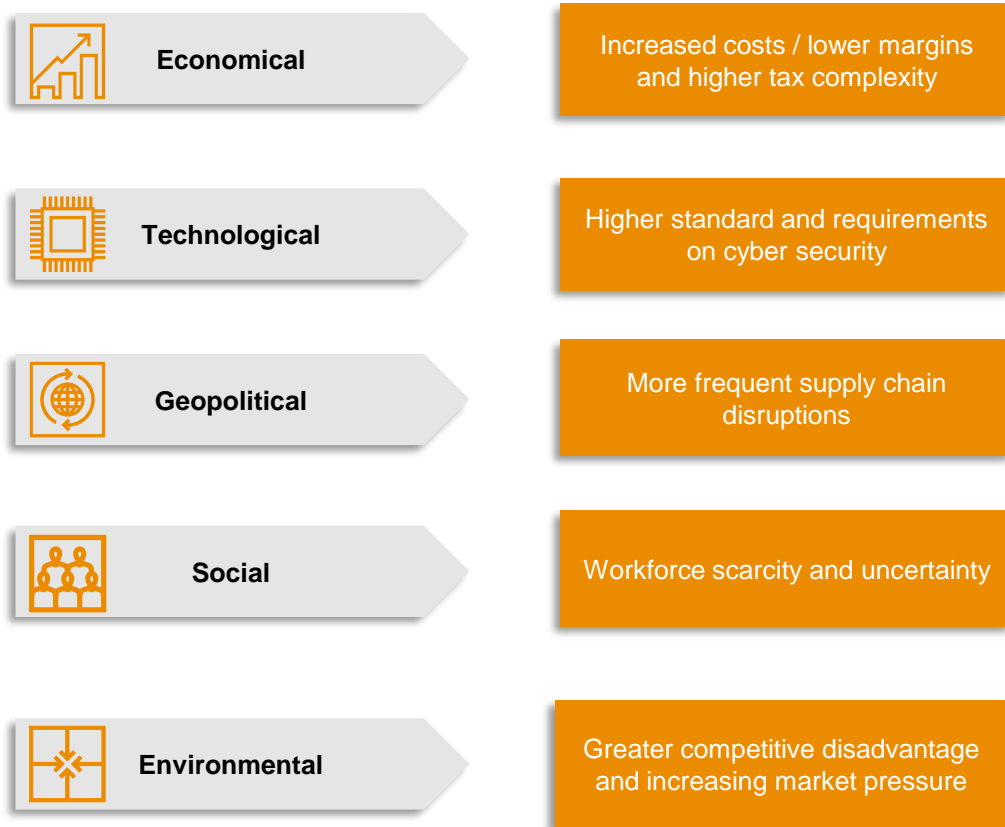 Economical
Increased costs / lower margins
and higher tax complexity
Technological
Higher standard and requirements
on cyber security
Geopolitical
More frequent supply chain
disruptions
Social
Workforce scarcity and uncertainty
Environmental
Greater competitive disadvantage
and increasing market pressure